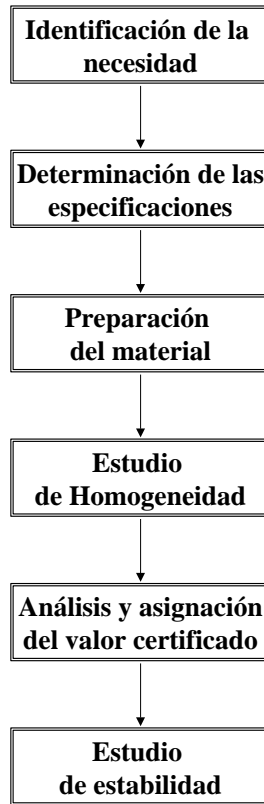 Identificación de la
necesidad
Determinación de las
especificaciones
Preparación
del material
Estudio
de Homogeneidad
Análisis y asignación
del valor certificado
Estudio
de estabilidad